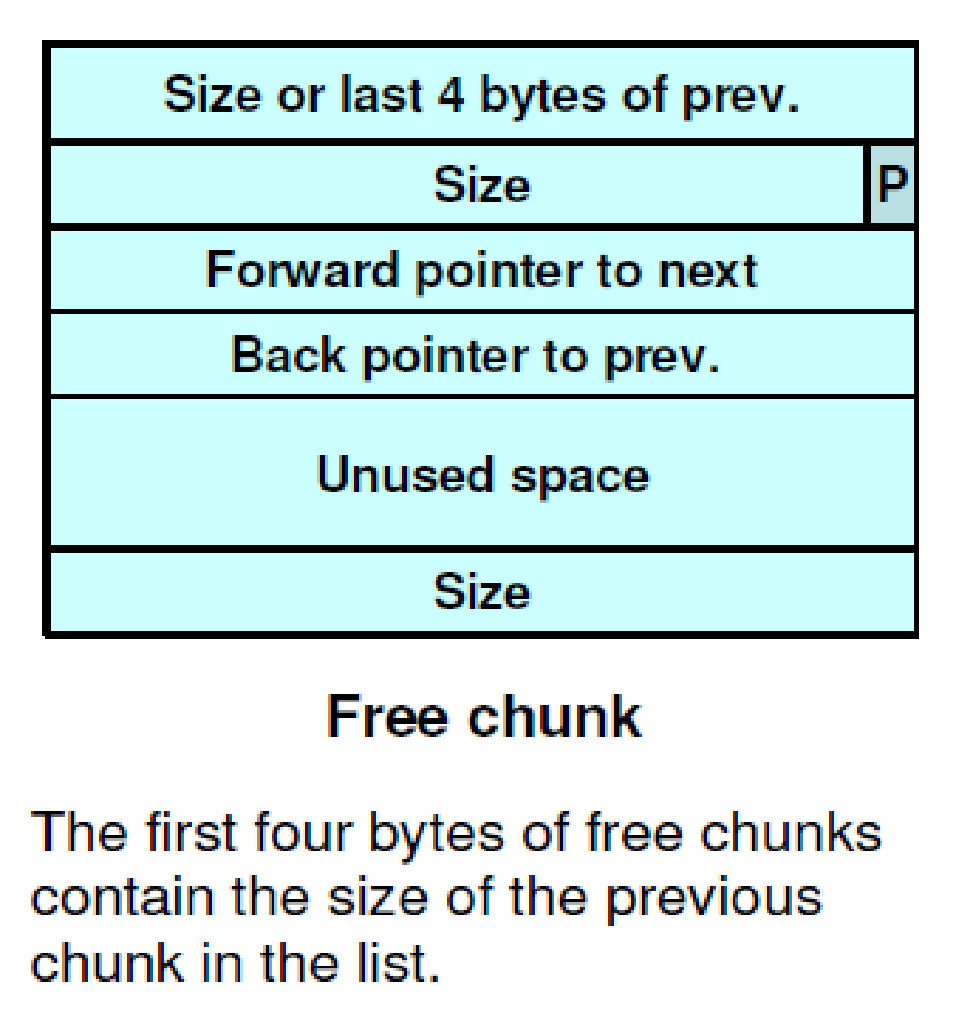 Size or last 4 bytes of prev.
Size P
Forward pointer to next
Back pointer to prev.
Unused space
Size
Free chunk
The first four bytes of free chunks
contain the size of the previous
chunk in the list.